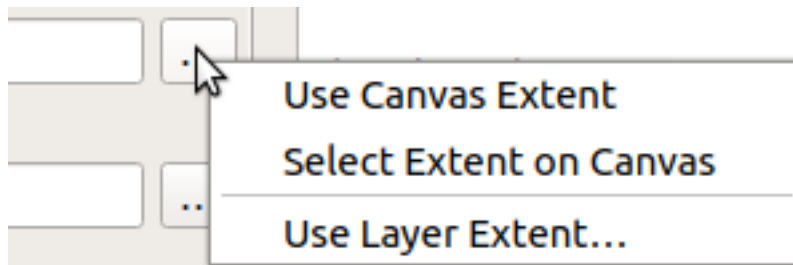 Use Canvas Extent
Select Extent on Canvas
Use Layer Extent…